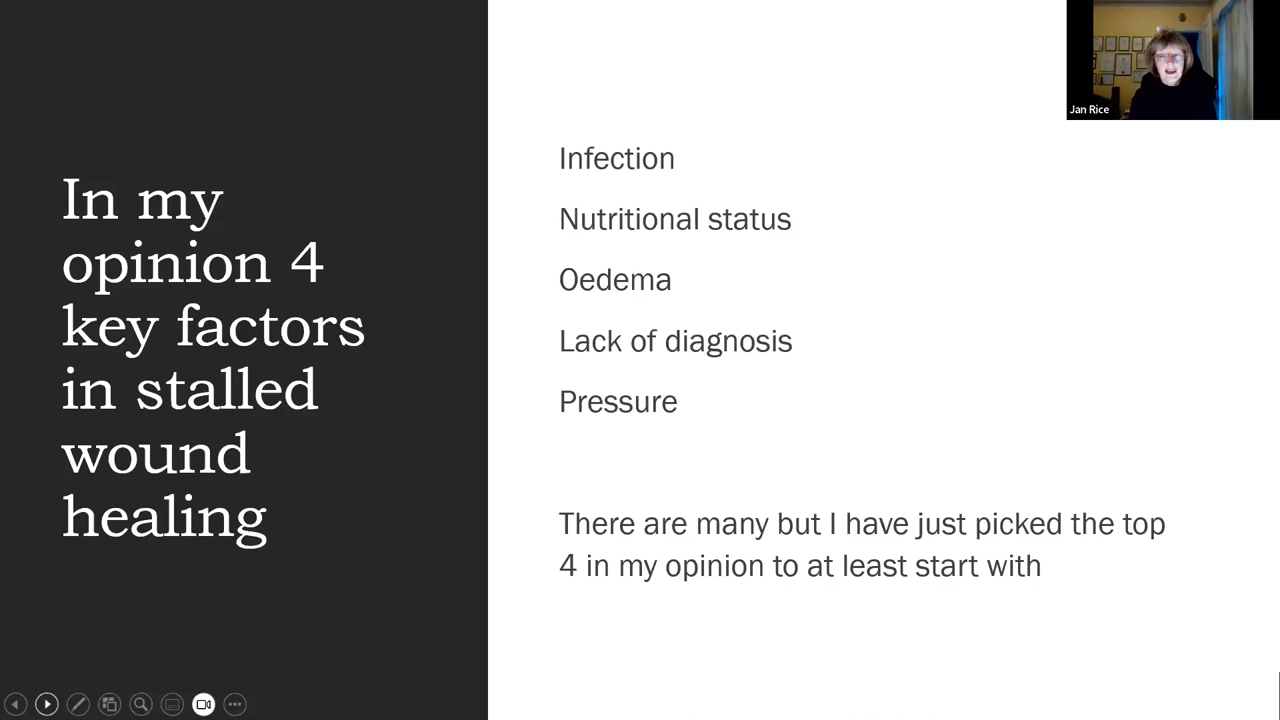 In my
opinion 4
key factors
in stalled
wound
healing
Infection
Nutritional status
Oedema
Lack of diagnosis
Pressure
There are many but I have just picked the top
4 in my opinion to at least start with
Jan Rice